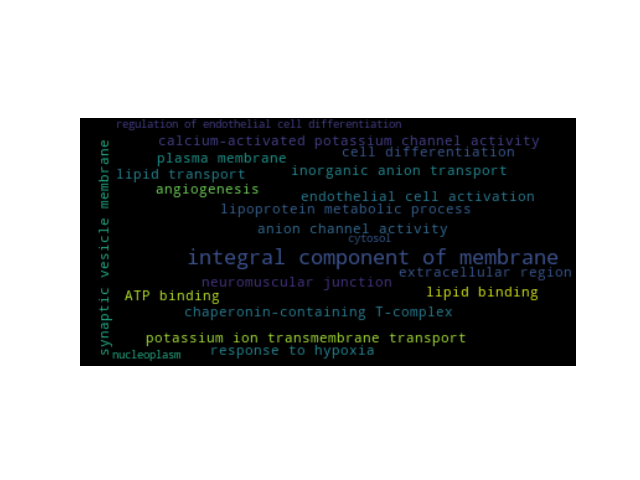 regulation of endothelial cell differentiation
calcium-activated potassium channel activity
cell differentiation
plasma membrane
inorganic anion transport
lipid transport
angiogenesis
endothelial cell activation
lipoprotein metabolic process
anion channel activity
cytosol
integral component of membrane
extracellular region
neuromuscular junction
lipid binding
ATP binding
chaperonin-containing T-complex
potassium ion transmembrane transport
response to hypoxia
nucleoplasm
synaptic vesicle membrane